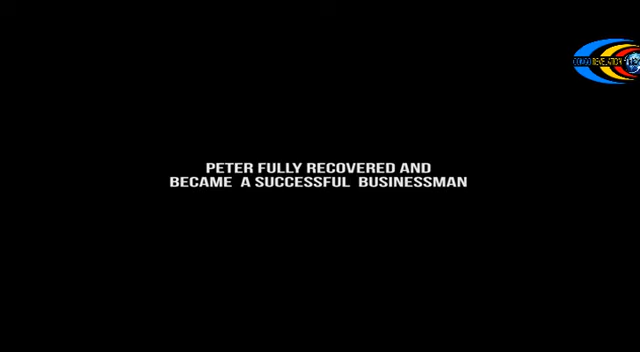 PETER FULLY RECOVERED AND
BECAME A SUCCESSFUL BUSINESSMAN